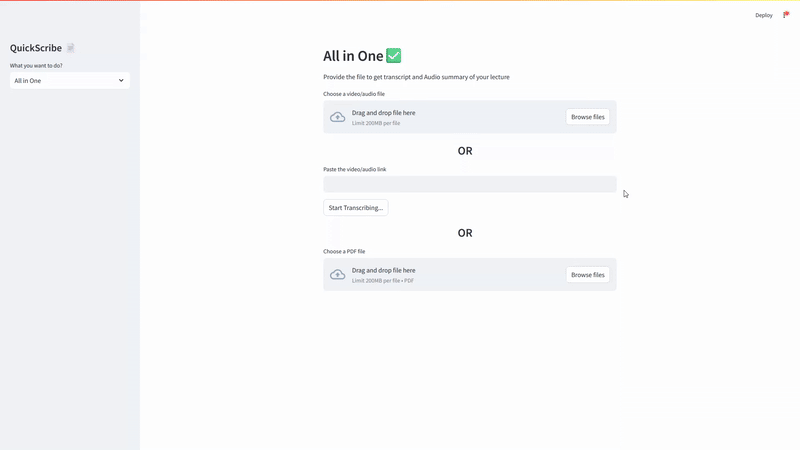 Deploy
QuickScribe
What you want to do?
All in One
All in One ✅
Provide the file to get transcript and Audio summary of your lecture
Choose a video/audio file
Drag and drop file here
Limit 200MB per file
Browse files
OR
Paste the video/audio link
Start Transcribing...
OR
Choose a PDF file
Drag and drop file here
Limit 200MB per file • PDF
Browse files